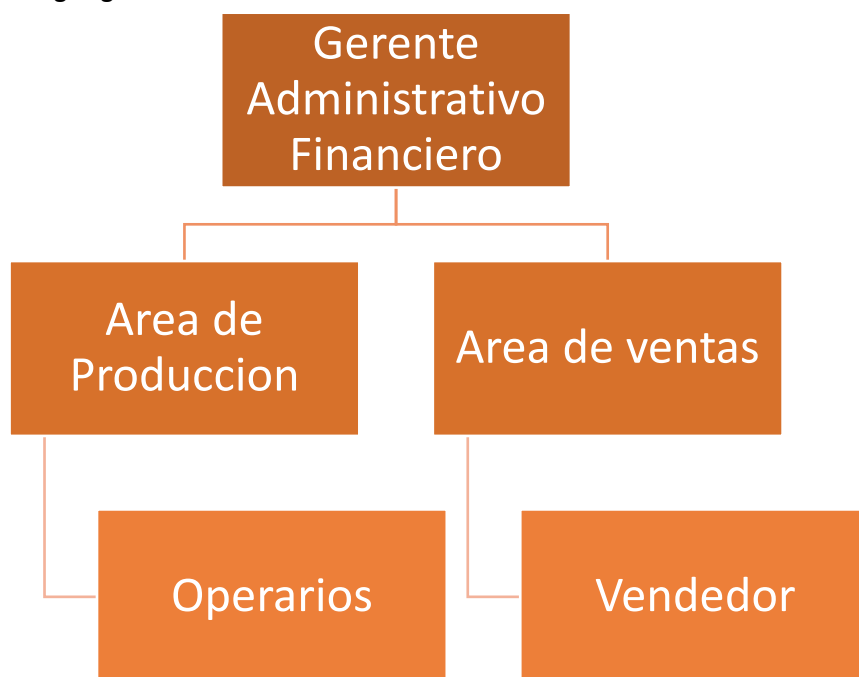 Gerente
Administrativo
Financiero
Area de
Produccion
Area de ventas
Operarios
Vendedor